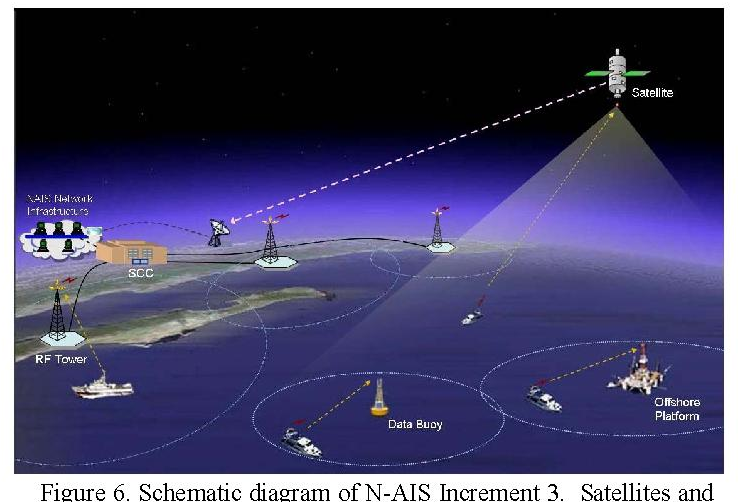 Satellite
NAIS Network
Infrastructure
SCC
RF Tower
Data Buoy
Offshore
Platform
Figure 6. Schematic diagram of N-AIS Increment 3. Satellites and